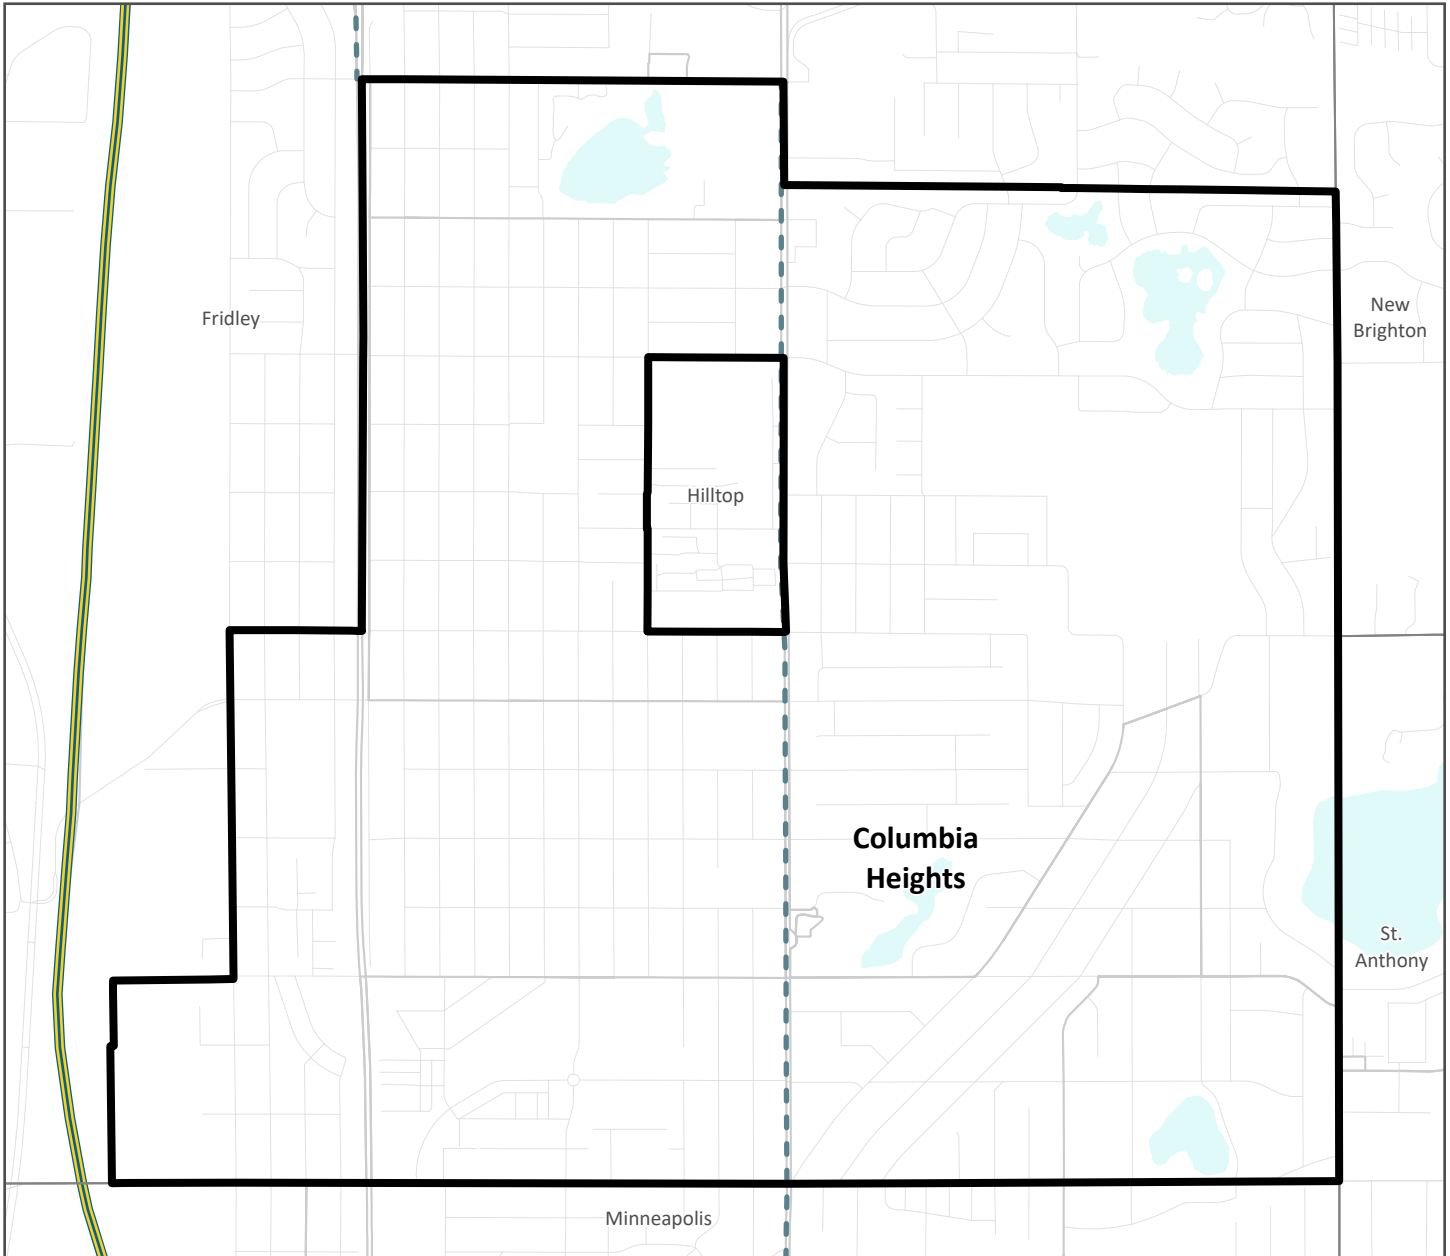 Fridley
New
Brighton
Hilltop
Columbia
Heights
St.
Anthony
Minneapolis